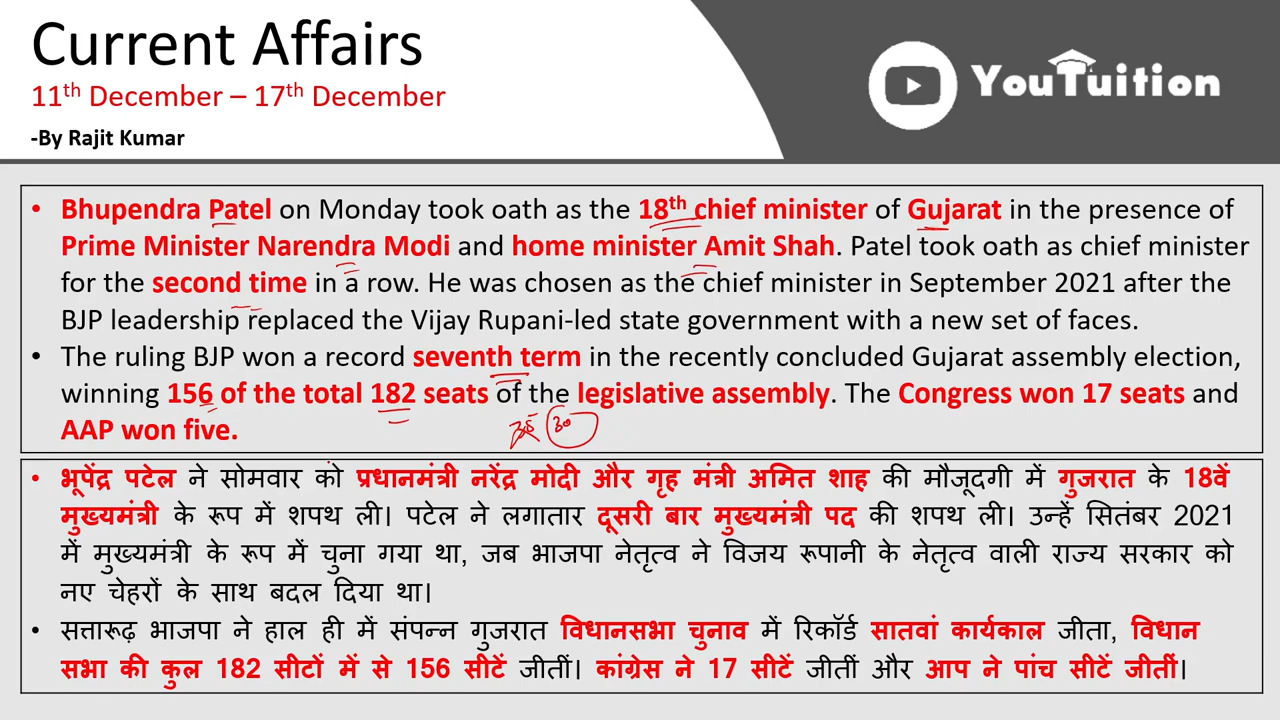 Current Affairs
11th December – 17th December
-By Rajit Kumar
YouTuition
• Bhupendra Patel on Monday took oath as the 18th chief minister of Gujarat in the presence of
Prime Minister Narendra Modi and home minister Amit Shah. Patel took oath as chief minister
for the second time in a row. He was chosen as the chief minister in September 2021 after the
BJP leadership replaced the Vijay Rupani-led state government with a new set of faces.
• The ruling BJP won a record seventh term in the recently concluded Gujarat assembly election,
winning 156 of the total 182 seats of the legislative assembly. The Congress won 17 seats and
AAP won five.
30
• भूपेंद्र पटेल ने सोमवार को प्रधानमंत्री नरेंद्र मोदी और गृह मंत्री अमित शाह की मौजूदगी में गुजरात के 18वें
मुख्यमंत्री के रूप में शपथ ली। पटेल ने लगातार दूसरी बार मुख्यमंत्री पद की शपथ ली। उन्हें सितंबर 2021
में मुख्यमंत्री के रूप में चुना गया था, जब भाजपा नेतृत्व ने विजय रूपानी के नेतृत्व वाली राज्य सरकार को
नए चेहरों के साथ बदल दिया था।
• सत्तारूढ़ भाजपा ने हाल ही में संपन्न गुजरात विधानसभा चुनाव में रिकॉर्ड सातवां कार्यकाल जीता, विधान
सभा की कुल 182 सीटों में से 156 सीटें जीतीं। कांग्रेस ने 17 सीटें जीतीं और आप ने पांच सीटें जीतीं।